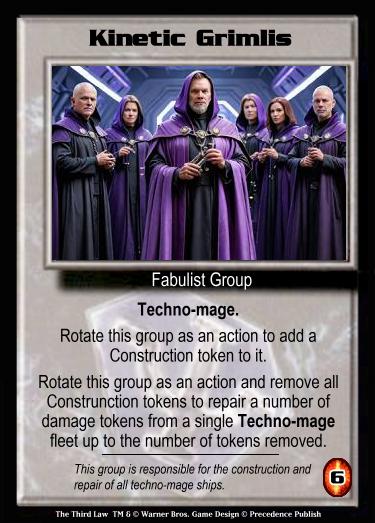 Kinetic Grimlis
Fabulist Group
Techno-mage.
Rotate this group as an action to add a
Construction token to it.
Rotate this group as an action and remove all
Construnction tokens to repair a number of
damage tokens from a single Techno-mage
fleet up to the number of tokens removed.
This group is responsible for the construction and
repair of all techno-mage ships.
6
The Third Law TM & © Warner Bros. Game Design © Precedence Publish